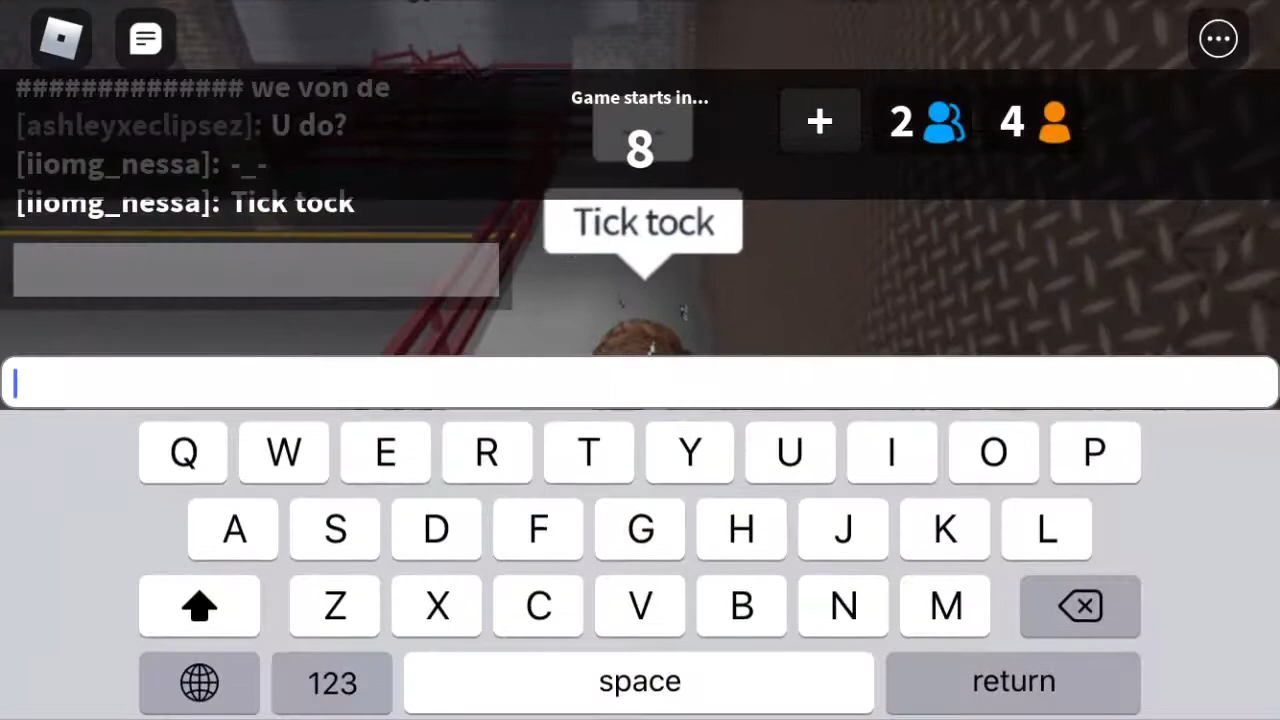 ############## we von de
[ashleyxeclipsez]: U do?
[iiomg_nessa]: -_-
[iiomg_nessa]: Tick tock
Game starts in...
8
+ 2 4
Tick tock
Q W E R T Y U I O P
A S D F G H J K L
Z X C V B N M
123 space return